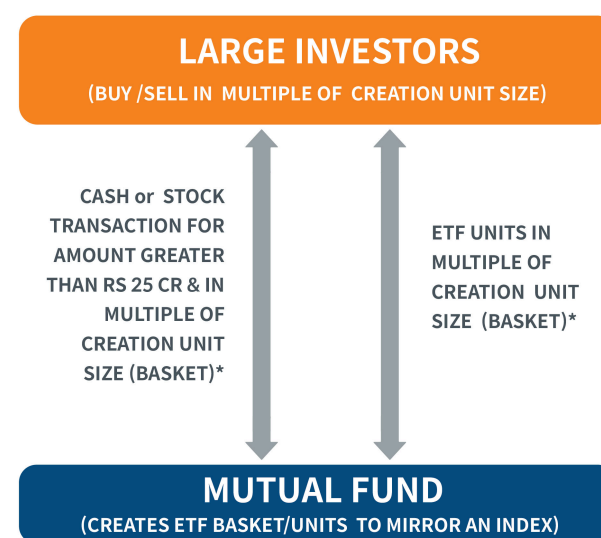 LARGE INVESTORS
(BUY /SELL IN MULTIPLE OF CREATION UNIT SIZE)
CASH or STOCK
TRANSACTION FOR
AMOUNT GREATER
THAN RS 25 CR & IN
MULTIPLE OF
CREATION UNIT
SIZE (BASKET)*
ETF UNITS IN
MULTIPLE OF
CREATION UNIT
SIZE (BASKET)*
MUTUAL FUND
(CREATES ETF BASKET/UNITS TO MIRROR AN INDEX)